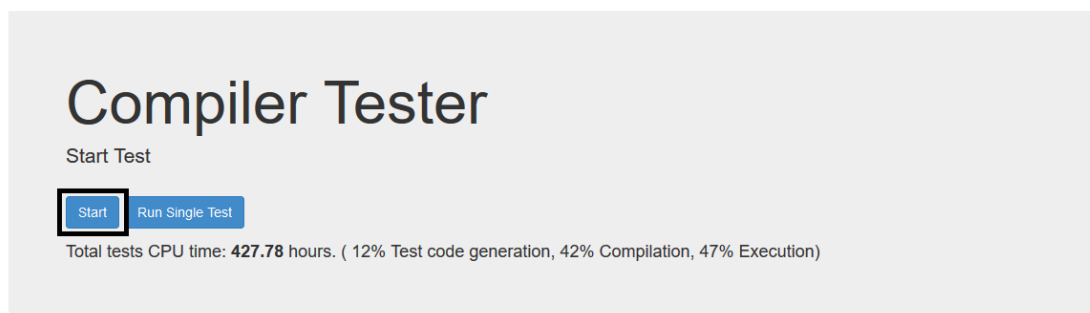 Compiler Tester
Start Test
Start Run Single Test
Total tests CPU time: 427.78 hours. ( 12% Test code generation, 42% Compilation, 47% Execution)